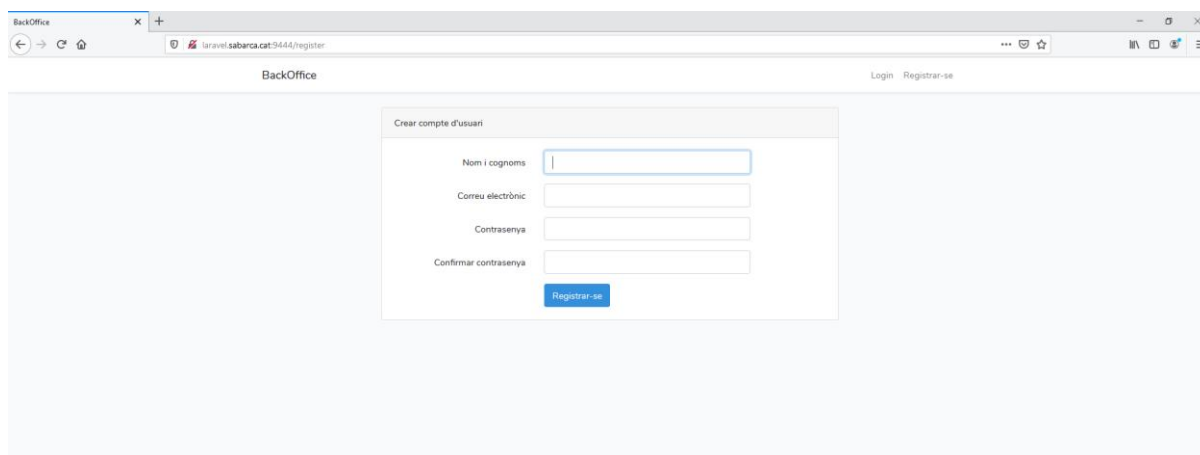 BackOffice
laravel.sabarca.cat:9444/register
BackOffice
Login Registrar-se
Crear compte d'usuari
Nom i cognoms
Correu electrònic
Contrasenya
Confirmar contrasenya
Registrar-se